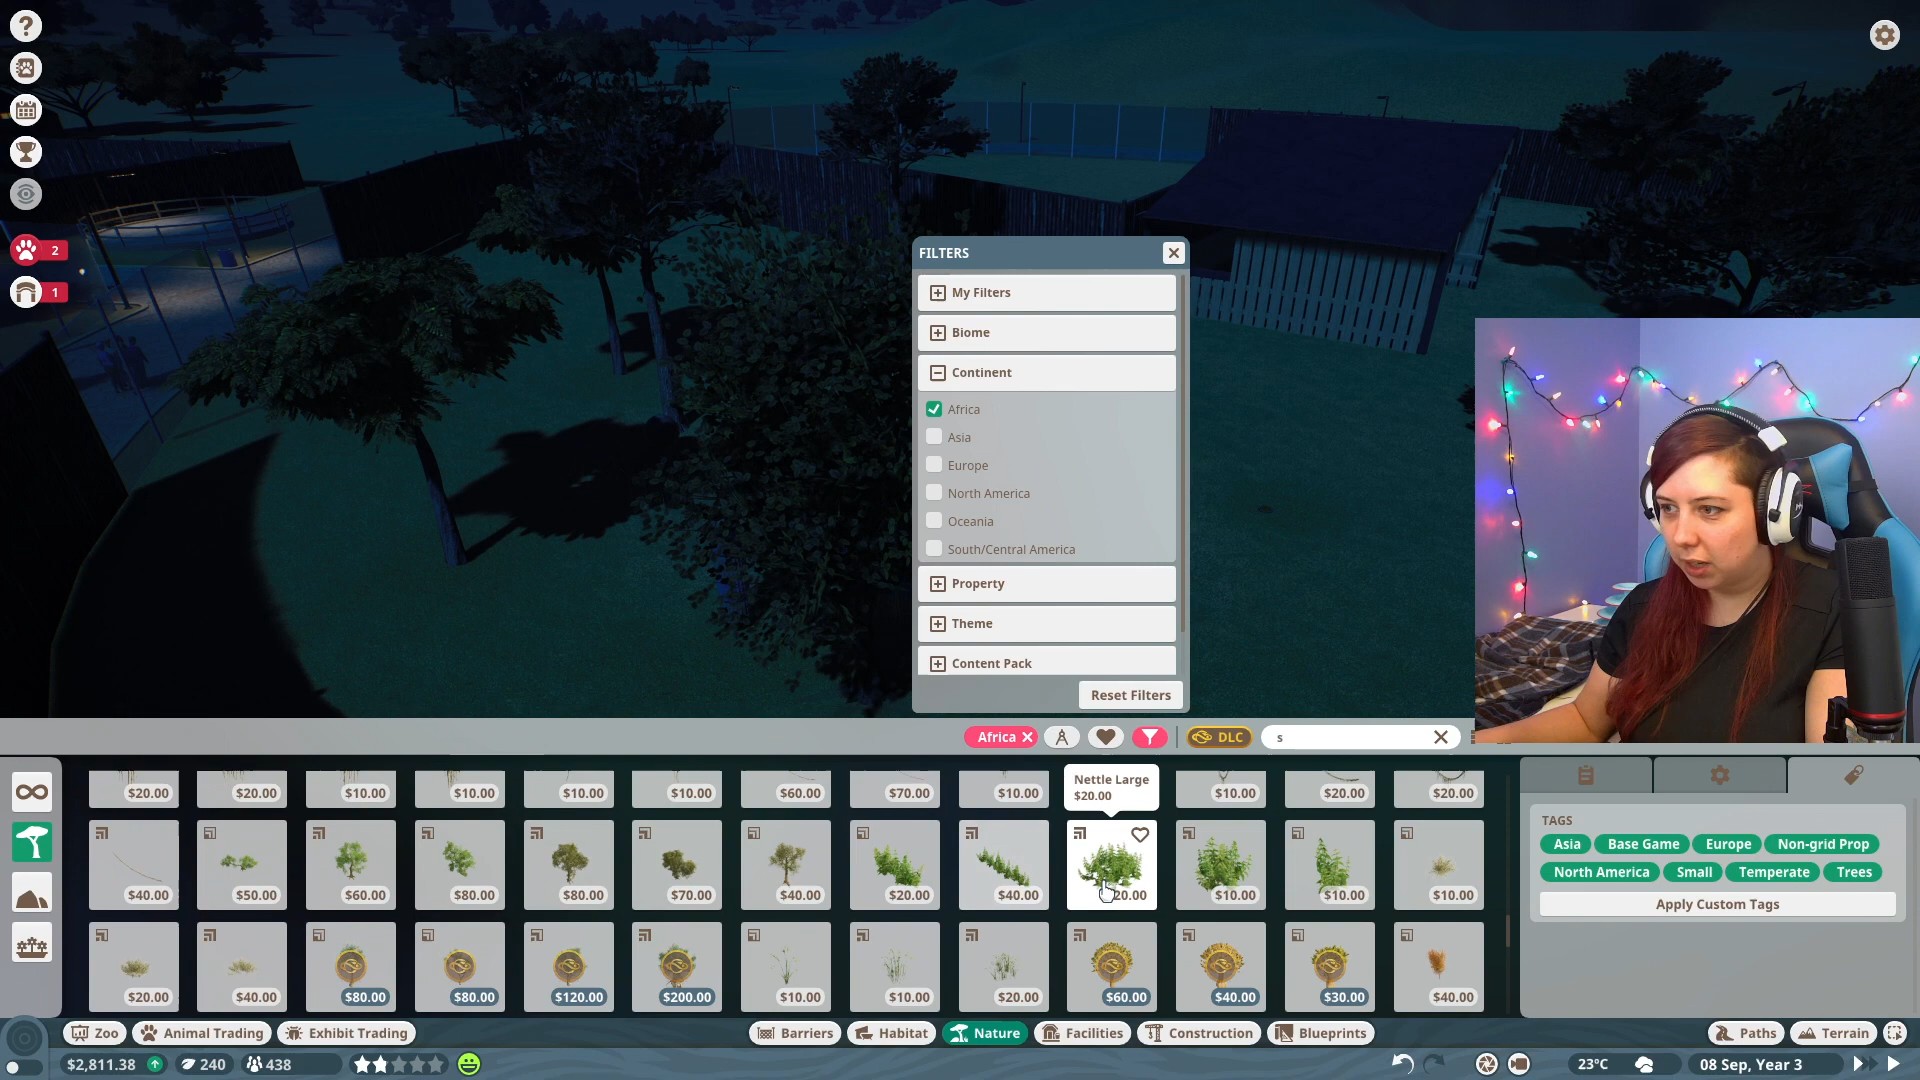 ?
2
1
FILTERS
My Filters
Biome
Continent
Africa
Asia
Europe
North America
Oceania
South/Central America
Property
Theme
Content Pack
Reset Filters
Africa
DLC
s
Nettle Large
$20.00
$20.00 $20.00 $10.00 $10.00 $10.00 $10.00 $60.00 $70.00 $10.00 $10.00 $20.00 $20.00
$40.00 $50.00 $60.00 $80.00 $80.00 $70.00 $40.00 $20.00 $40.00 20.00 $10.00 $10.00 $10.00
$20.00 $40.00 $80.00 $80.00 $120.00 $200.00 $10.00 $10.00 $20.00 $60.00 $40.00 $30.00 $40.00
TAGS
Asia Base Game Europe Non-grid Prop
North America Small Temperate Trees
Apply Custom Tags
Zoo Animal Trading Exhibit Trading Barriers Habitat Nature Facilities Construction Blueprints Paths Terrain
$2,811.38 240 438 23°C 08 Sep, Year 3